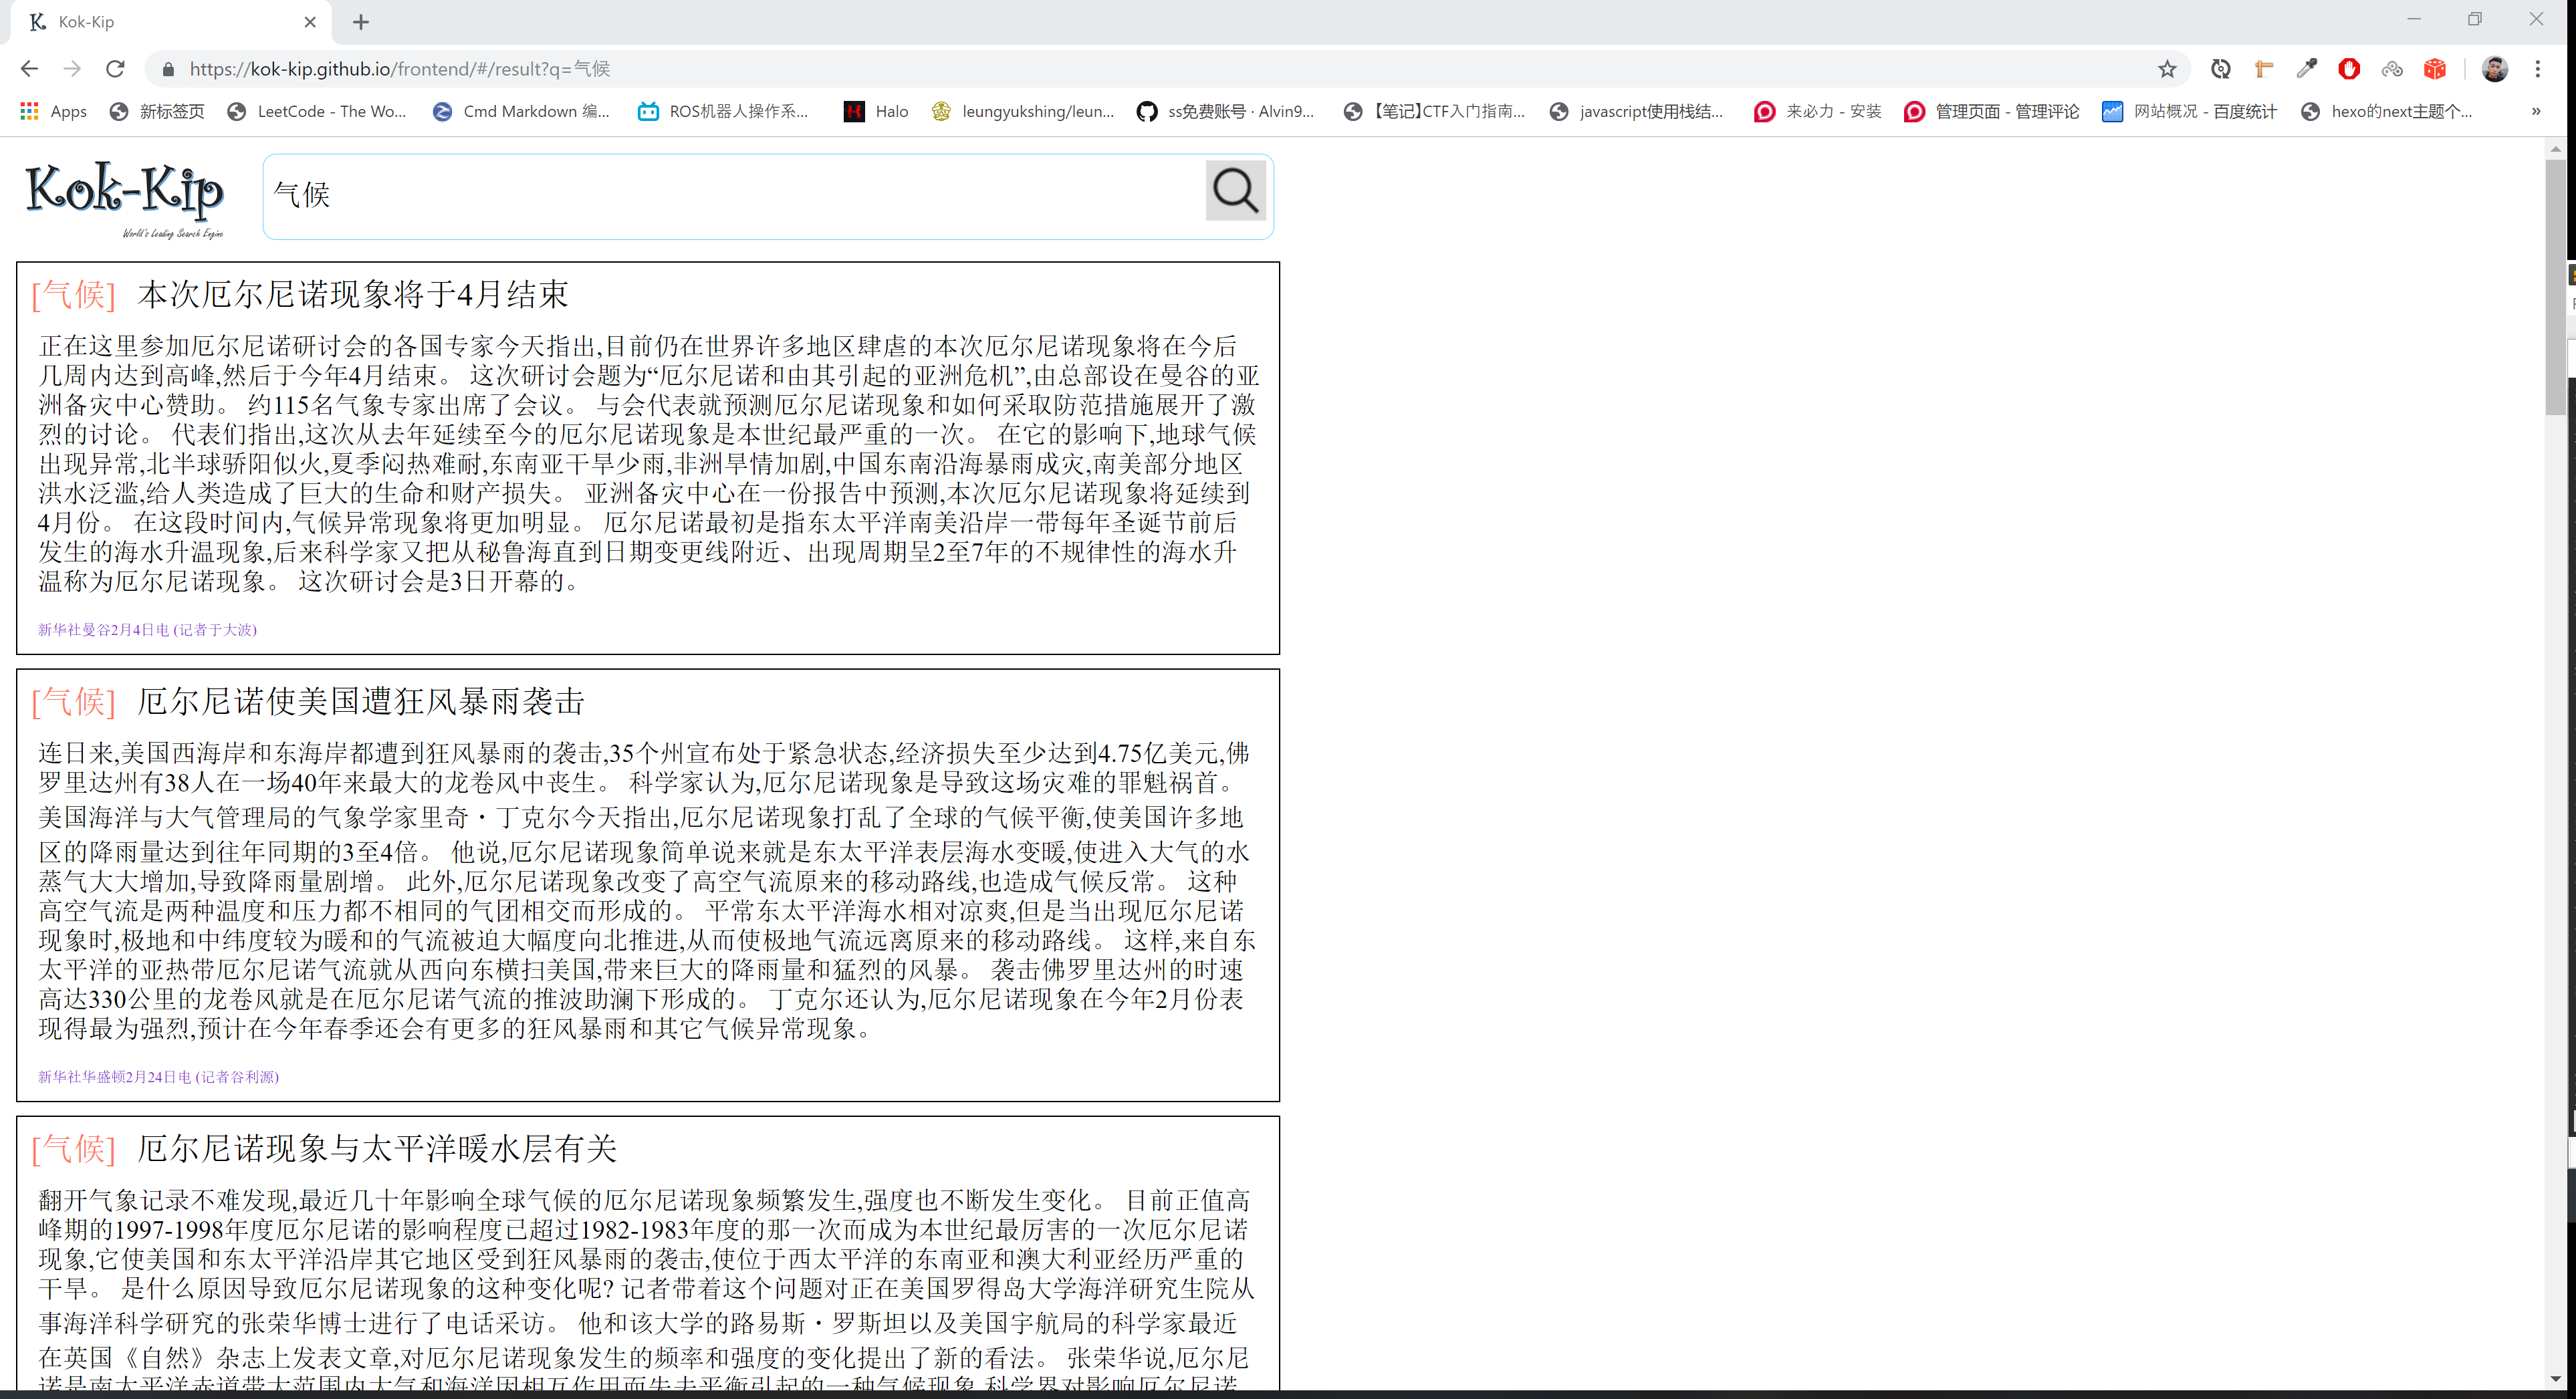 Kok-Kip
https://kok-kip.github.io/frontend/#/result?q=气候
Apps 新标签页 LeetCode - The Wo... Cmd Markdown 编... ROS机器人操作系... Halo leungyukshing/leun... ss免费账号 · Alvin9... 【笔记】CTF入门指南... javascript使用栈结... 来必力 - 安装 管理页面 - 管理评论 网站概况 - 百度统计 hexo的next主题个... »
Kok-Kip
World's Leading Search Engine
气候
[气候] 本次厄尔尼诺现象将于4月结束
正在这里参加厄尔尼诺研讨会的各国专家今天指出,目前仍在世界许多地区肆虐的本次厄尔尼诺现象将在今后
几周内达到高峰,然后于今年4月结束。 这次研讨会题为“厄尔尼诺和由其引起的亚洲危机”,由总部设在曼谷的亚
洲备灾中心赞助。 约115名气象专家出席了会议。 与会代表就预测厄尔尼诺现象和如何采取防范措施展开了激
烈的讨论。 代表们指出,这次从去年延续至今的厄尔尼诺现象是本世纪最严重的一次。 在它的影响下,地球气候
出现异常,北半球骄阳似火,夏季闷热难耐,东南亚干旱少雨,非洲旱情加剧,中国东南沿海暴雨成灾,南美部分地区
洪水泛滥,给人类造成了巨大的生命和财产损失。 亚洲备灾中心在一份报告中预测,本次厄尔尼诺现象将延续到
4月份。 在这段时间内,气候异常现象将更加明显。 厄尔尼诺最初是指东太平洋南美沿岸一带每年圣诞节前后
发生的海水升温现象,后来科学家又把从秘鲁海直到日期变更线附近、出现周期呈2至7年的不规律性的海水升
温称为厄尔尼诺现象。 这次研讨会是3日开幕的。
新华社曼谷2月4日电 (记者于大波)
[气候] 厄尔尼诺使美国遭狂风暴雨袭击
连日来,美国西海岸和东海岸都遭到狂风暴雨的袭击,35个州宣布处于紧急状态,经济损失至少达到4.75亿美元,佛
罗里达州有38人在一场40年来最大的龙卷风中丧生。 科学家认为,厄尔尼诺现象是导致这场灾难的罪魁祸首。
美国海洋与大气管理局的气象学家里奇・丁克尔今天指出,厄尔尼诺现象打乱了全球的气候平衡,使美国许多地
区的降雨量达到往年同期的3至4倍。 他说,厄尔尼诺现象简单说来就是东太平洋表层海水变暖,使进入大气的水
蒸气大大增加,导致降雨量剧增。 此外,厄尔尼诺现象改变了高空气流原来的移动路线,也造成气候反常。 这种
高空气流是两种温度和压力都不相同的气团相交而形成的。 平常东太平洋海水相对凉爽,但是当出现厄尔尼诺
现象时,极地和中纬度较为暖和的气流被迫大幅度向北推进,从而使极地气流远离原来的移动路线。 这样,来自东
太平洋的亚热带厄尔尼诺气流就从西向东横扫美国,带来巨大的降雨量和猛烈的风暴。 袭击佛罗里达州的时速
高达330公里的龙卷风就是在厄尔尼诺气流的推波助澜下形成的。 丁克尔还认为,厄尔尼诺现象在今年2月份表
现得最为强烈,预计在今年春季还会有更多的狂风暴雨和其它气候异常现象。
新华社华盛顿2月24日电 (记者谷利源)
[气候] 厄尔尼诺现象与太平洋暖水层有关
翻开气象记录不难发现,最近几十年影响全球气候的厄尔尼诺现象频繁发生,强度也不断发生变化。 目前正值高
峰期的1997-1998年度厄尔尼诺的影响程度已超过1982-1983年度的那一次而成为本世纪最厉害的一次厄尔尼诺
现象,它使美国和东太平洋沿岸其它地区受到狂风暴雨的袭击,使位于西太平洋的东南亚和澳大利亚经历严重的
干旱。 是什么原因导致厄尔尼诺现象的这种变化呢? 记者带着这个问题对正在美国罗得岛大学海洋研究生院从
事海洋科学研究的张荣华博士进行了电话采访。 他和该大学的路易斯・罗斯坦以及美国宇航局的科学家最近
在英国《自然》杂志上发表文章,对厄尔尼诺现象发生的频率和强度的变化提出了新的看法。 张荣华说,厄尔尼
诺是南太平洋赤道带大范围内大气和海洋因相互作用而失去平衡引起的一种气候现象,科学界对影响厄尔尼诺